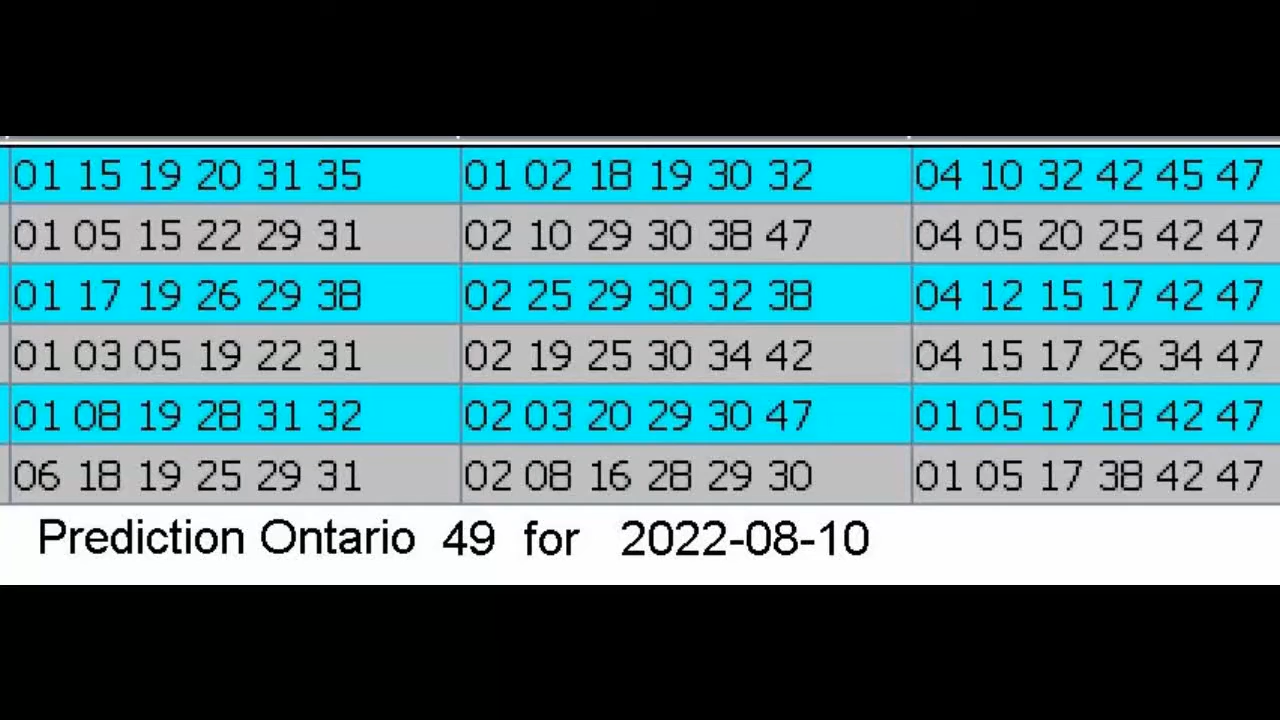 01 15 19 20 31 35 01 02 18 19 30 32 04 10 32 42 45 47
01 05 15 22 29 31 02 10 29 30 38 47 04 05 20 25 42 47
01 17 19 26 29 38 02 25 29 30 32 38 04 12 15 17 42 47
01 03 05 19 22 31 02 19 25 30 34 42 04 15 17 26 34 47
01 08 19 28 31 32 02 03 20 29 30 47 01 05 17 18 42 47
06 18 19 25 29 31 02 08 16 28 29 30 01 05 17 38 42 47
Prediction Ontario 49 for 2022-08-10